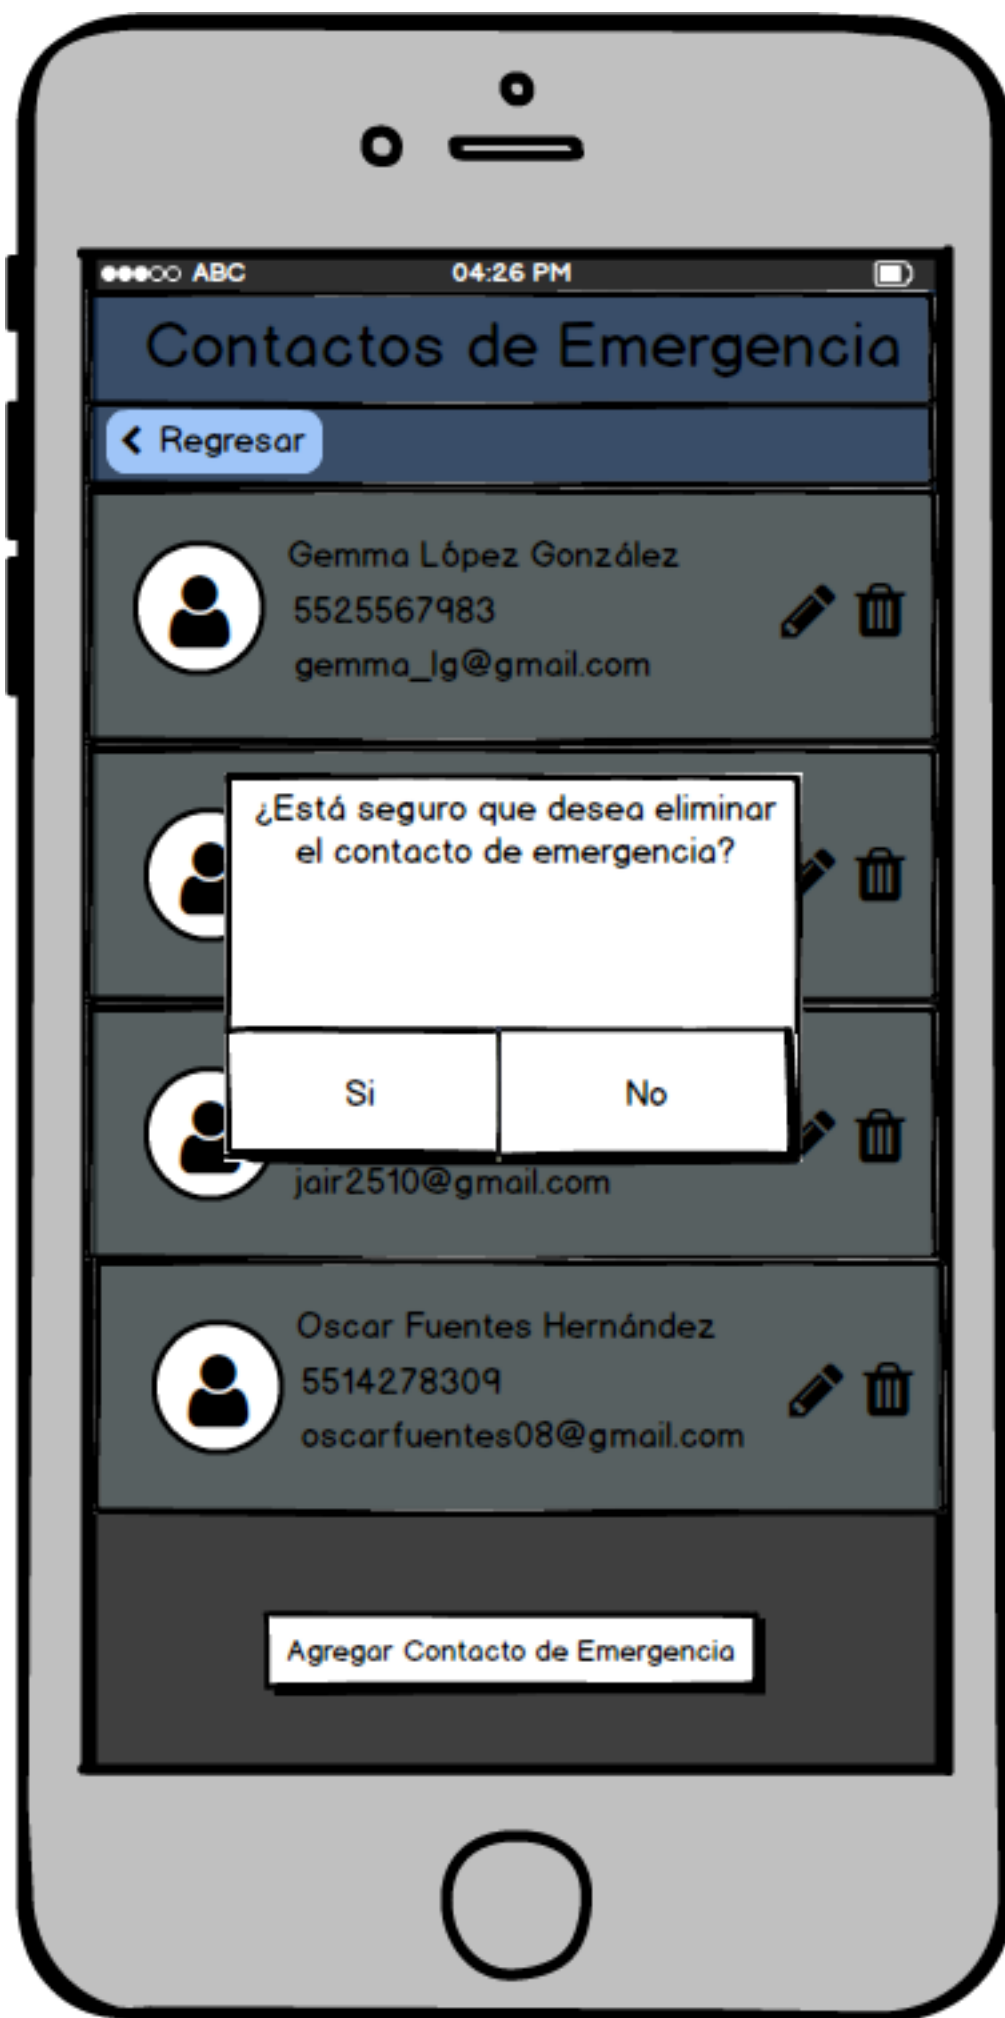 ABC 04:26 PM
Contactos de Emergencia
Regresar
Gemma López González
5525567983
gemma_lg@gmail.com
¿Está seguro que desea eliminar
el contacto de emergencia?
Si No
jair2510@gmail.com
Oscar Fuentes Hernández
5514278309
oscarfuentes08@gmail.com
Agregar Contacto de Emergencia